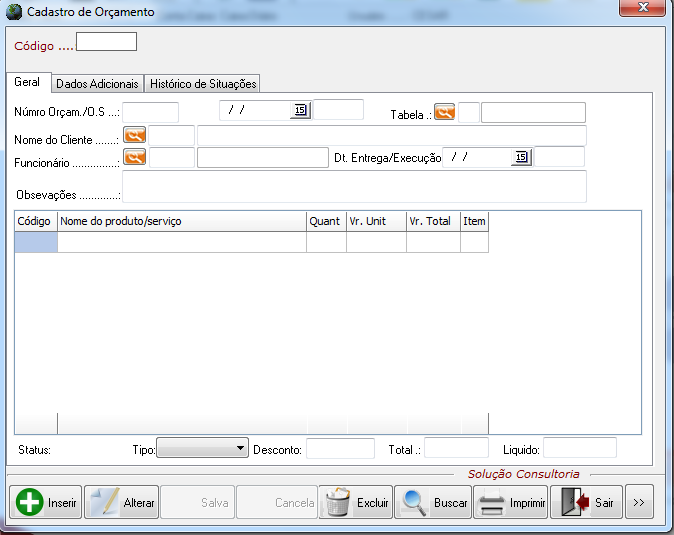 Cadastro de Orçamento
Código ....
Geral Dados Adicionais Histórico de Situações
Númro Orçam./O.S ...: / / 15 Tabela .:
Nome do Cliente .......:
Funcionário ...............: Dt. Entrega/Execução / / 15
Obsevações .............:
Código Nome do produto/serviço Quant Vr. Unit Vr. Total Item
Status: Tipo: Desconto: Total .: Liquido:
Solução Consultoria
Inserir Alterar Salva Cancela Excluir Buscar Imprimir Sair >>